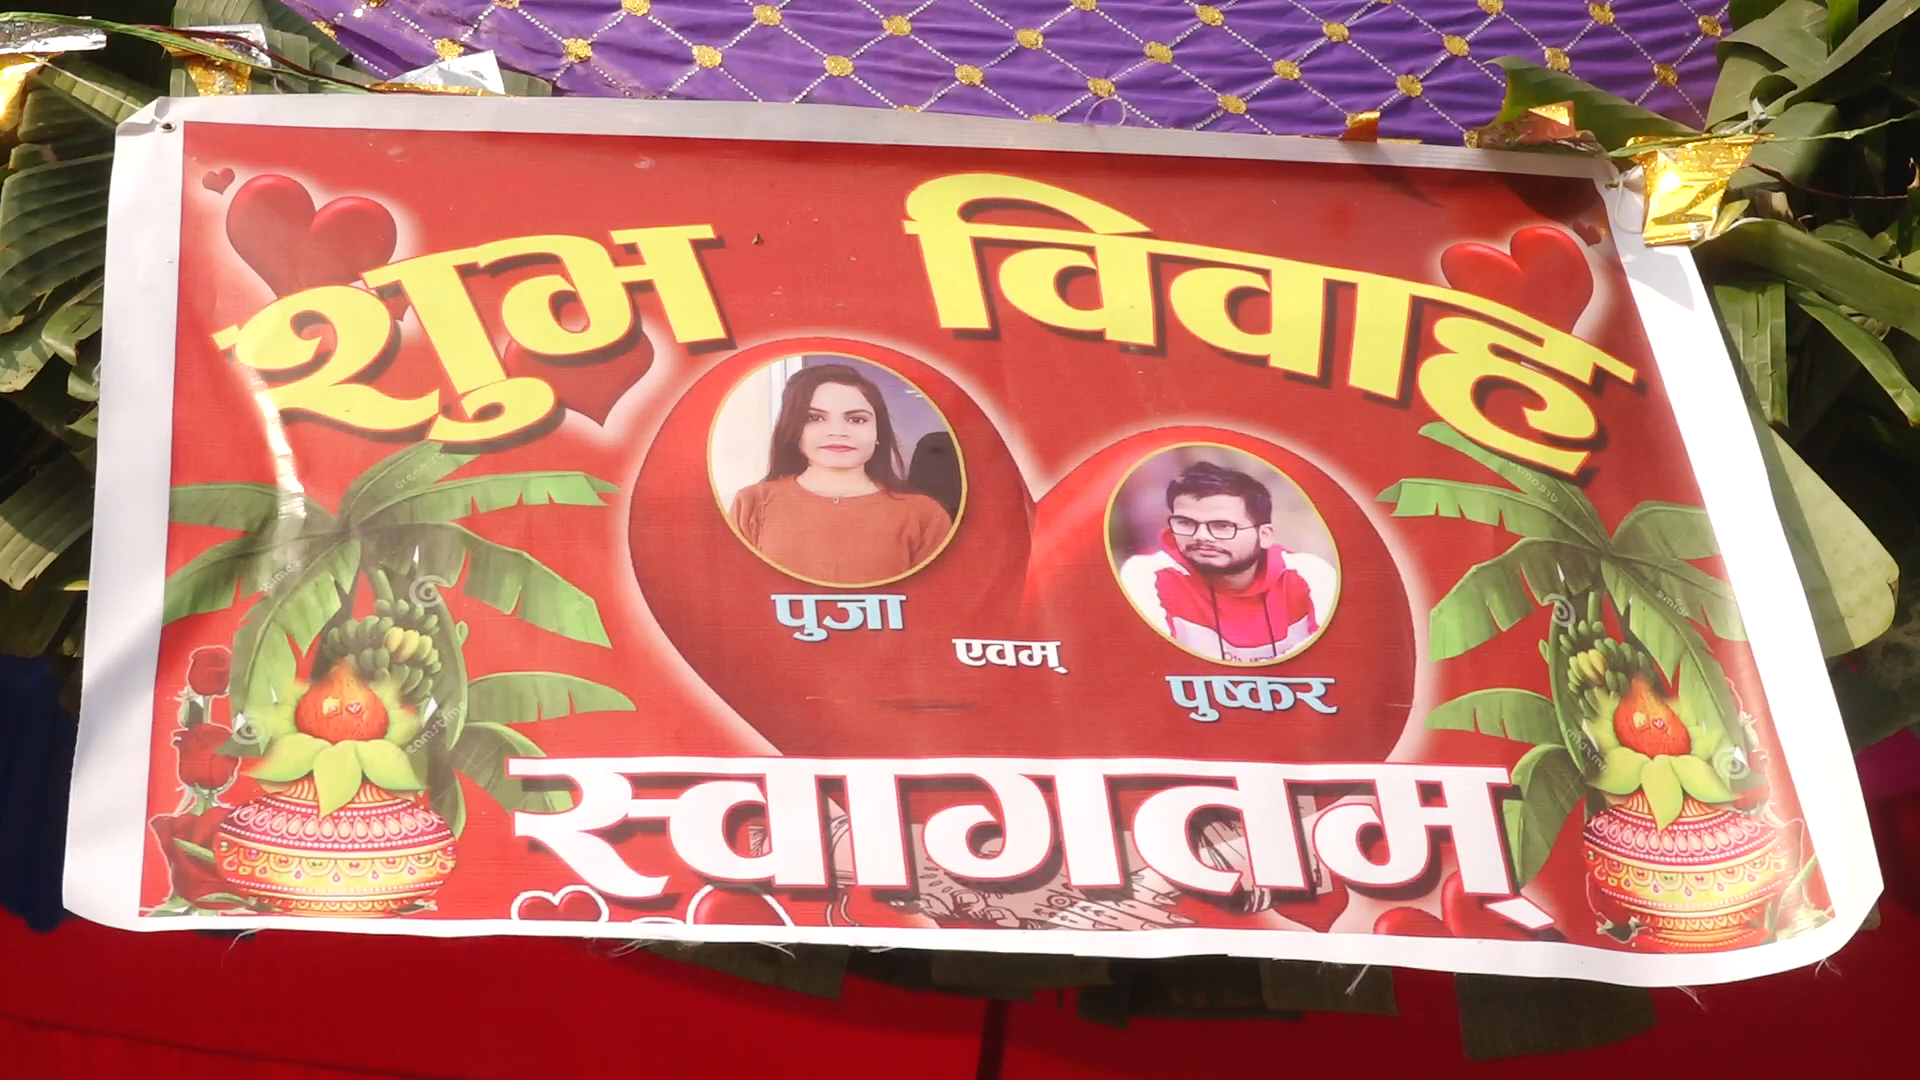 शुभ विवाह
पुजा
एवम्
पुष्कर
स्वागतम्